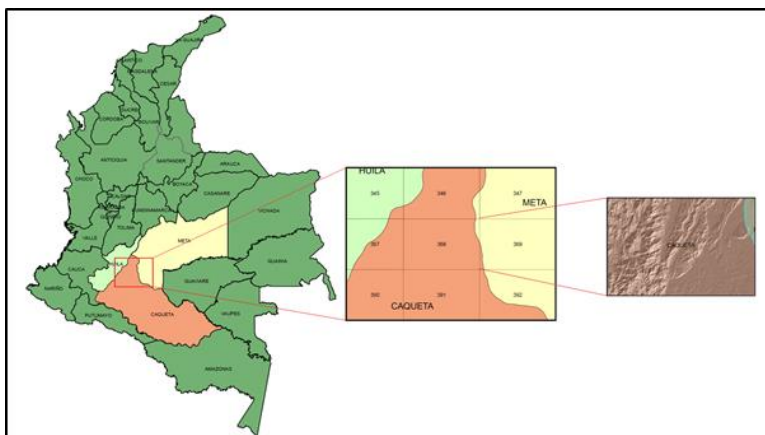 LA GUAJIRA
MAGDALENA
CESAR
SUCRE
CORDOBA
BOLIVAR
ANTIOQUIA
SANTANDER
ARAUCA
CHOCO
BOYACA
CASANARE
CUNDINAMARCA
VICHADA
TOLIMA
VALLE
META
GUAINIA
CAUCA
GUAVIARE
NARIÑO
PUTUMAYO
CAQUETA
VAUPES
AMAZONAS
HUILA
345
346
347
META
367
368
369
390
391
392
CAQUETA
CAQUETA